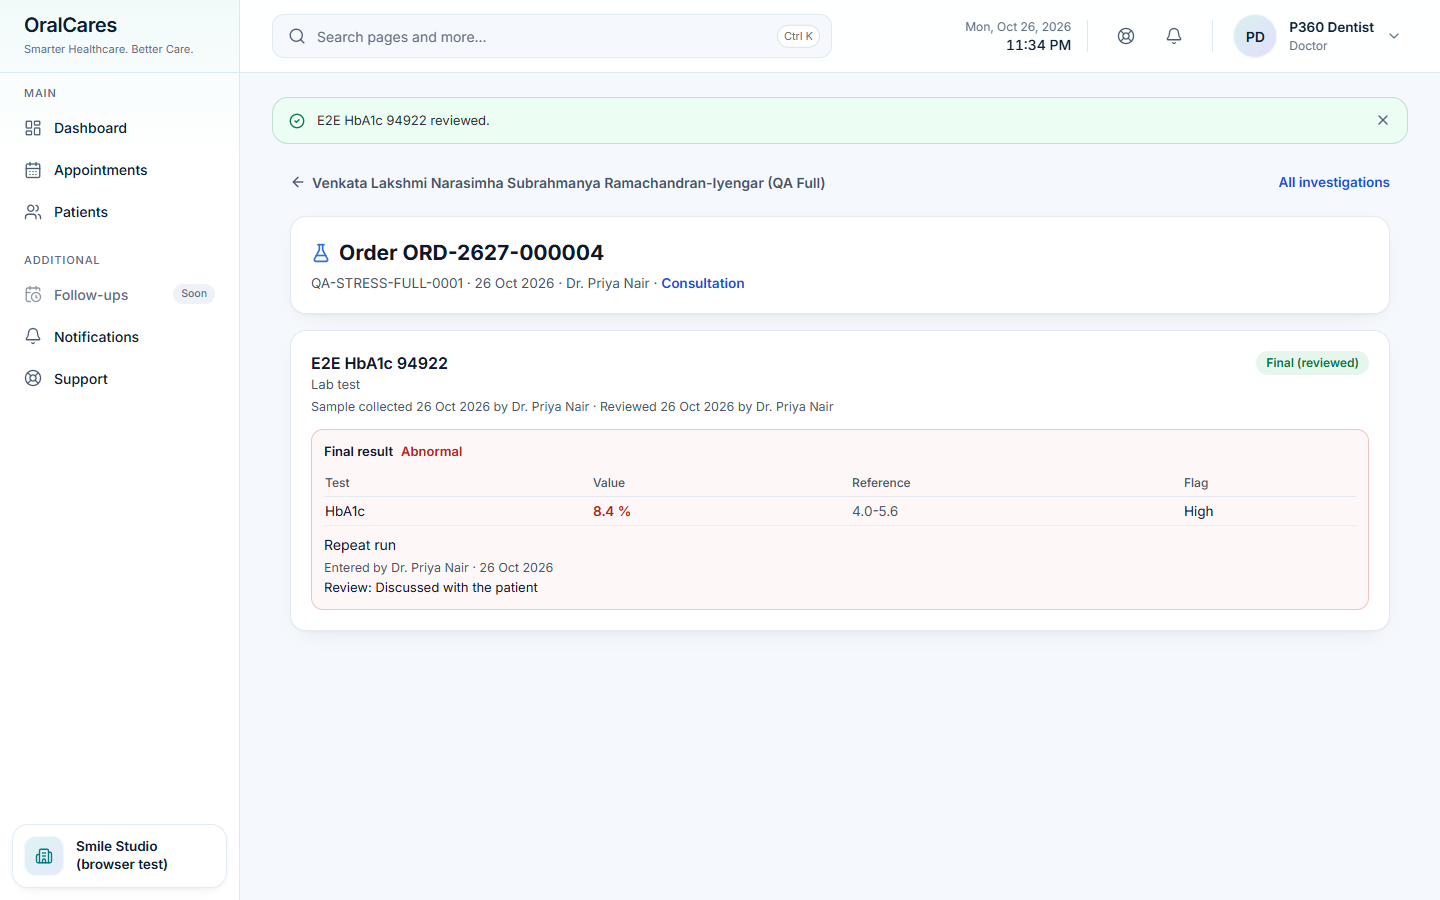 OralCares
Smarter Healthcare. Better Care.
Search pages and more...
Ctrl K
Mon, Oct 26, 2026
11:34 PM
PD
P360 Dentist
Doctor
MAIN
Dashboard
Appointments
Patients
ADDITIONAL
Follow-ups
Soon
Notifications
Support
Smile Studio
(browser test)
E2E HbA1c 94922 reviewed.
Venkata Lakshmi Narasimha Subrahmanya Ramachandran-Iyengar (QA Full)
All investigations
Order ORD-2627-000004
QA-STRESS-FULL-0001 · 26 Oct 2026 · Dr. Priya Nair · Consultation
E2E HbA1c 94922
Final (reviewed)
Lab test
Sample collected 26 Oct 2026 by Dr. Priya Nair · Reviewed 26 Oct 2026 by Dr. Priya Nair
Final result Abnormal
Test Value Reference Flag
HbA1c 8.4 % 4.0-5.6 High
Repeat run
Entered by Dr. Priya Nair · 26 Oct 2026
Review: Discussed with the patient